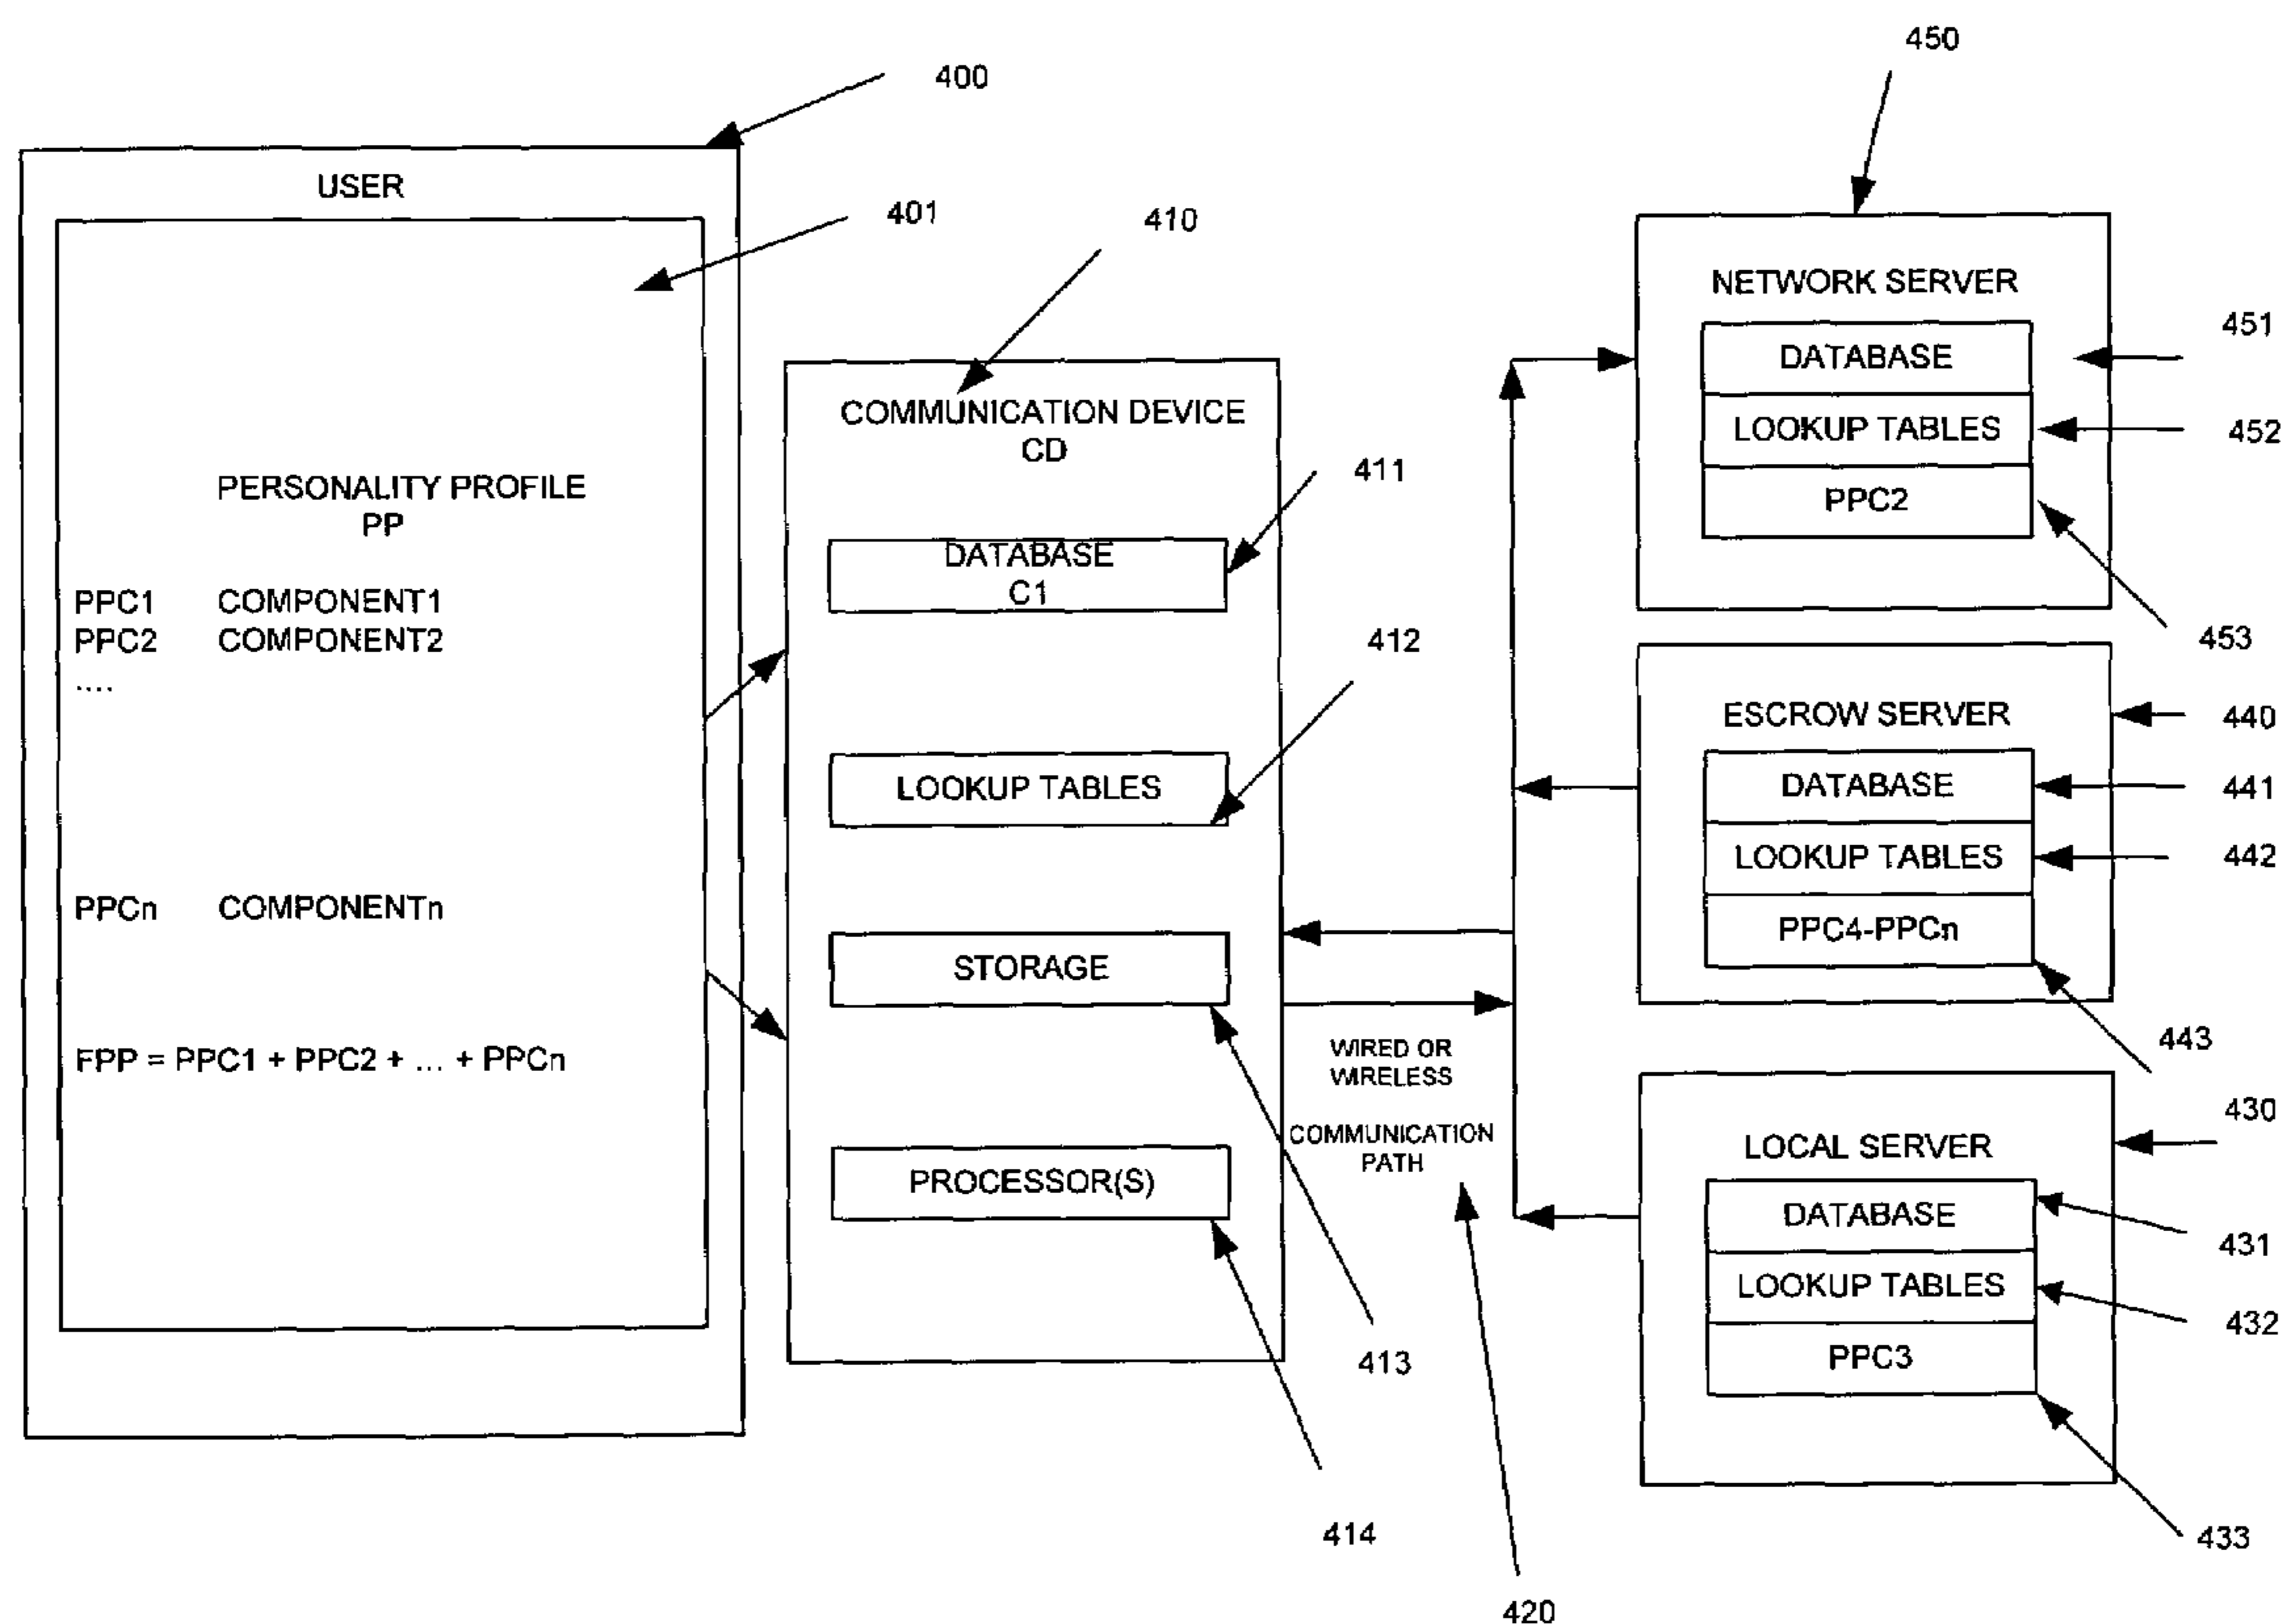 400
USER
401
PERSONALITY PROFILE
PP
PPC1 COMPONENT1
PPC2 COMPONENT2
....
PPCn COMPONENTn
FPP = PPC1 + PPC2 + ... + PPCn
410
COMMUNICATION DEVICE
CD
411
DATABASE
C1
412
LOOKUP TABLES
STORAGE
413
PROCESSOR(S)
414
WIRED OR
WIRELESS
COMMUNICATION
PATH
420
450
NETWORK SERVER
DATABASE
451
LOOKUP TABLES
452
PPC2
453
ESCROW SERVER
440
DATABASE
441
LOOKUP TABLES
442
PPC4-PPCn
443
LOCAL SERVER
430
DATABASE
431
LOOKUP TABLES
432
PPC3
433